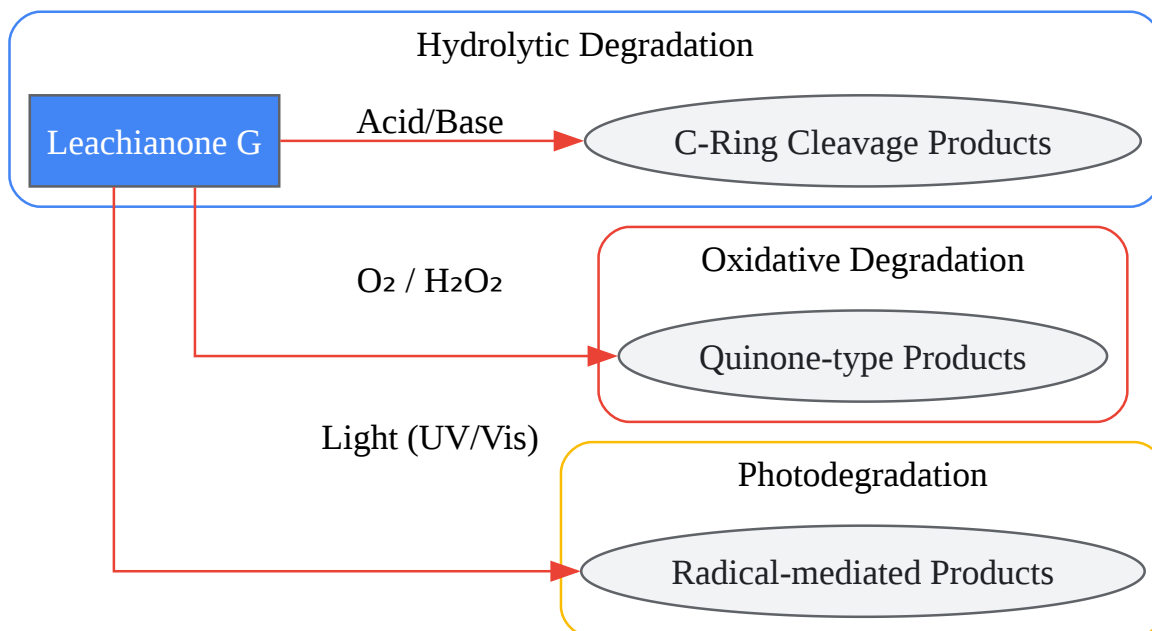 Hydrolytic Degradation
Leachianone G
Acid/Base
C-Ring Cleavage Products
Oxidative Degradation
O₂ / H₂O₂
Quinone-type Products
Light (UV/Vis)
Photodegradation
Radical-mediated Products